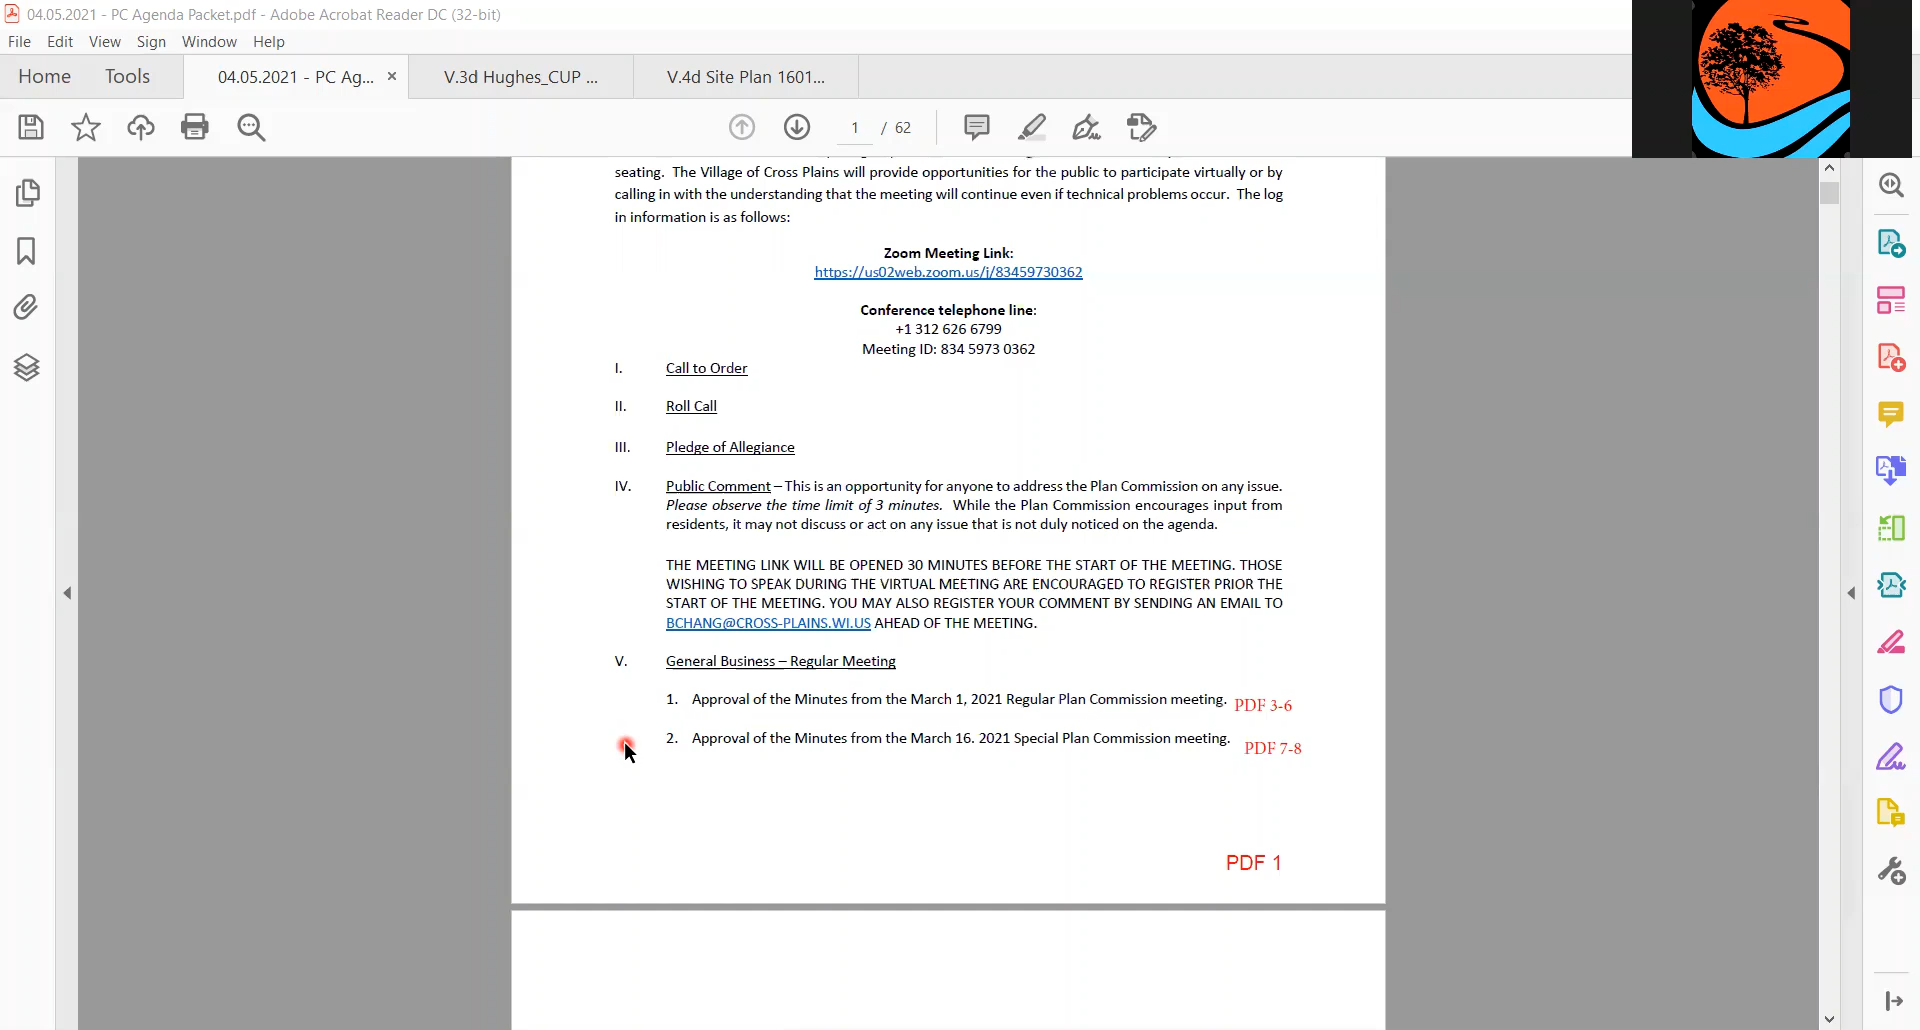 04.05.2021 - PC Agenda Packet.pdf - Adobe Acrobat Reader DC (32-bit)
File Edit View Sign Window Help
Home Tools 04.05.2021 - PC Ag... × V.3d Hughes_CUP ... V.4d Site Plan 1601...
1 / 62
seating. The Village of Cross Plains will provide opportunities for the public to participate virtually or by
calling in with the understanding that the meeting will continue even if technical problems occur. The log
in information is as follows:
Zoom Meeting Link:
https://us02web.zoom.us/j/83459730362
Conference telephone line:
+1 312 626 6799
Meeting ID: 834 5973 0362
I. Call to Order
II. Roll Call
III. Pledge of Allegiance
IV. Public Comment – This is an opportunity for anyone to address the Plan Commission on any issue.
Please observe the time limit of 3 minutes. While the Plan Commission encourages input from
residents, it may not discuss or act on any issue that is not duly noticed on the agenda.
THE MEETING LINK WILL BE OPENED 30 MINUTES BEFORE THE START OF THE MEETING. THOSE
WISHING TO SPEAK DURING THE VIRTUAL MEETING ARE ENCOURAGED TO REGISTER PRIOR THE
START OF THE MEETING. YOU MAY ALSO REGISTER YOUR COMMENT BY SENDING AN EMAIL TO
BCHANG@CROSS-PLAINS.WI.US AHEAD OF THE MEETING.
V. General Business – Regular Meeting
1. Approval of the Minutes from the March 1, 2021 Regular Plan Commission meeting. PDF 3-6
2. Approval of the Minutes from the March 16. 2021 Special Plan Commission meeting. PDF 7-8
PDF 1